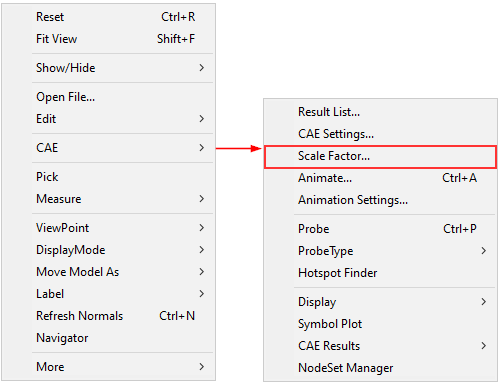 Reset Ctrl+R
Fit View Shift+F
Show/Hide
Open File...
Edit
CAE
Pick
Measure
ViewPoint
DisplayMode
Move Model As
Label
Refresh Normals Ctrl+N
Navigator
More
Result List...
CAE Settings...
Scale Factor...
Animate... Ctrl+A
Animation Settings...
Probe Ctrl+P
ProbeType
Hotspot Finder
Display
Symbol Plot
CAE Results
NodeSet Manager